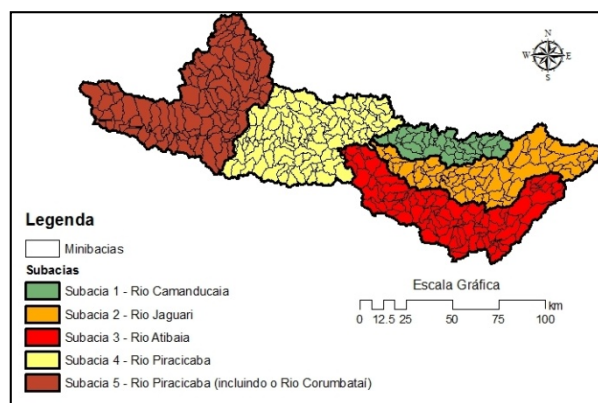 N
W E
S
Legenda
Minibacias
Subacias
Subacia 1 - Rio Camanducaia
Subacia 2 - Rio Jaguari
Subacia 3 - Rio Atibaia
Subacia 4 - Rio Piracicaba
Subacia 5 - Rio Piracicaba (incluindo o Rio Corumbataí)
Escala Gráfica
km
0 12.5 25 50 75 100